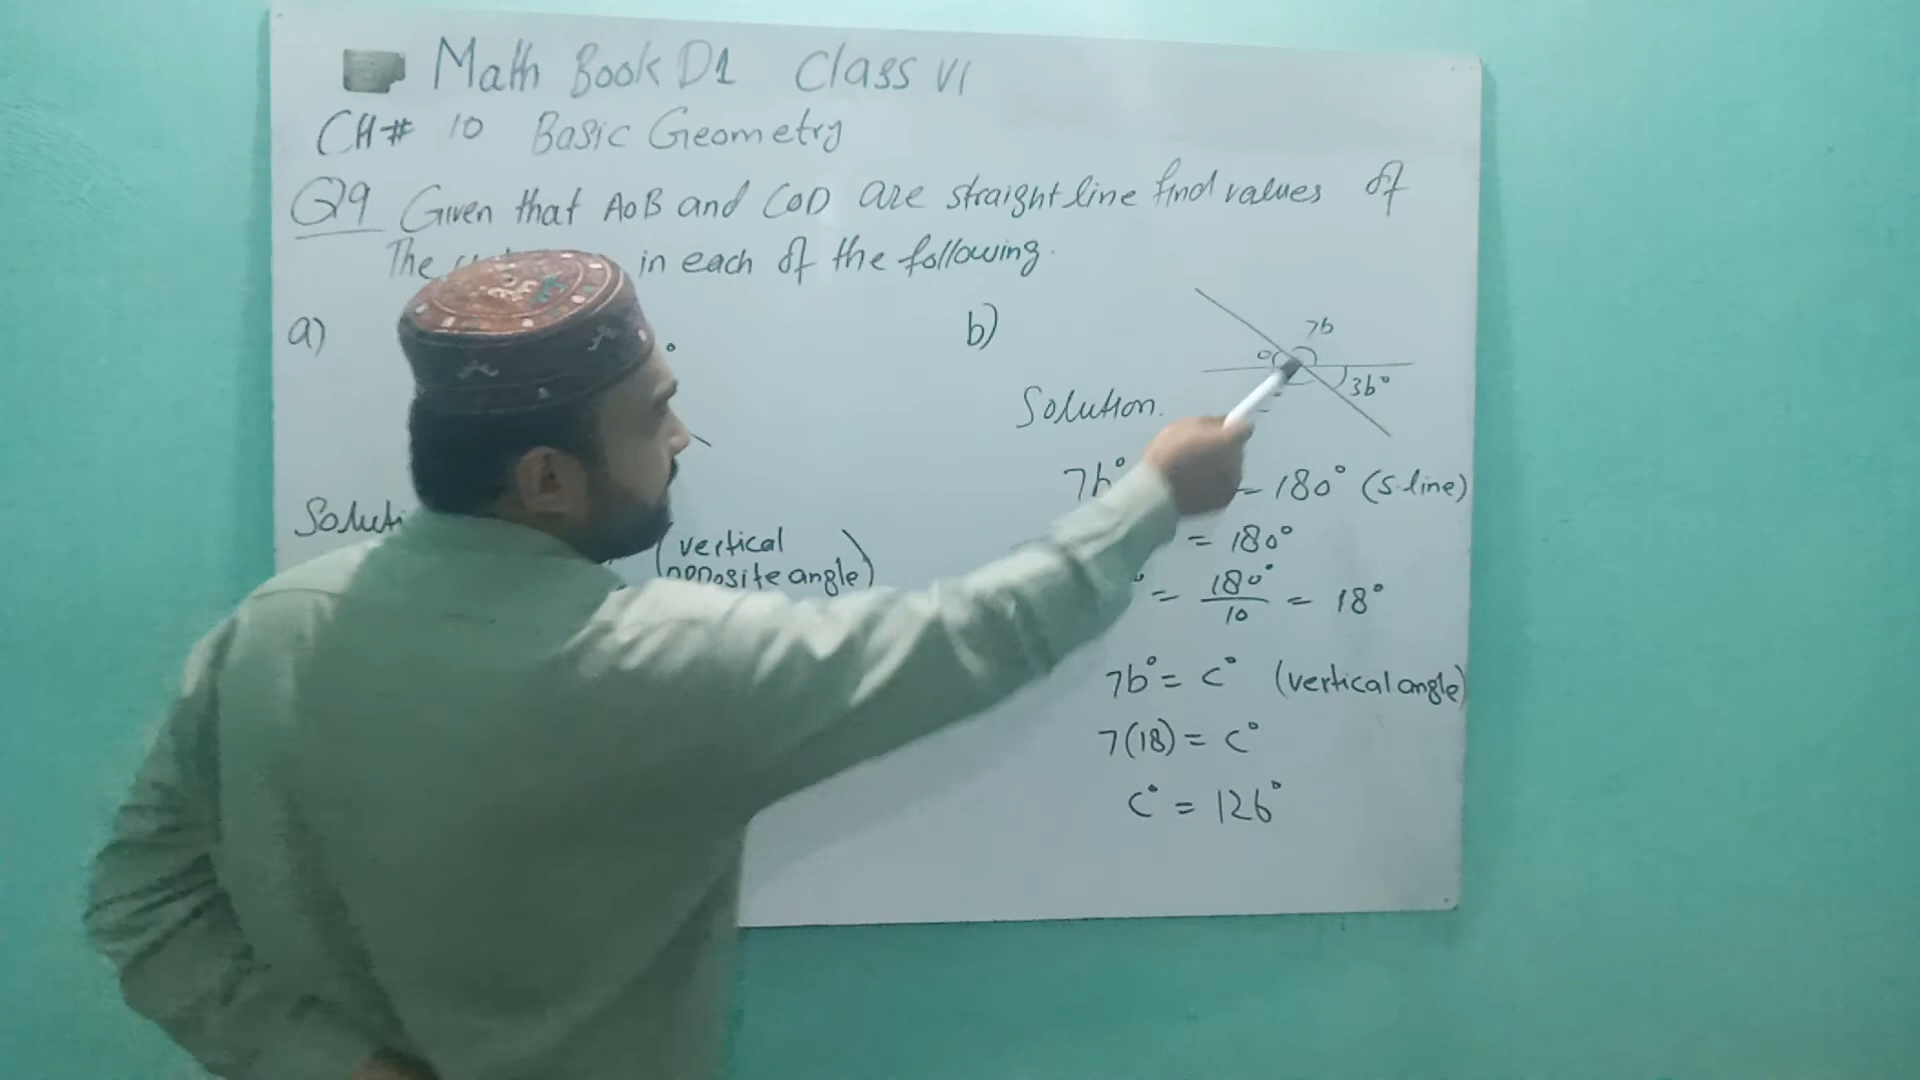 Math Book D1 Class VI
CH# 10 Basic Geometry
Q9 Given that AOB and COD are straight line find values of
The in each of the following.
a)
b)
7b
3b°
Solution.
7b° = 180° (s.line)
= 180°
= 180°/10 = 18°
7b° = c° (vertical angle)
7(18) = c°
c° = 126°
(vertical
opposite angle)